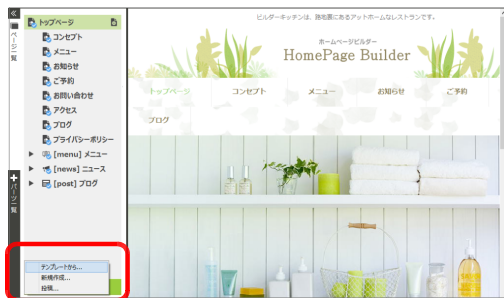 ページ一覧
トップページ
コンセプト
メニュー
お知らせ
ご予約
お問い合わせ
アクセス
ブログ
プライバシーポリシー
[menu] メニュー
[news] ニュース
[post] ブログ
パーツ一覧
テンプレートから...
新規作成...
投稿...
ビルダーキッチンは、路地裏にあるアットホームなレストランです。
ホームページビルダー
HomePage Builder
トップページ コンセプト メニュー お知らせ ご予約
ブログ